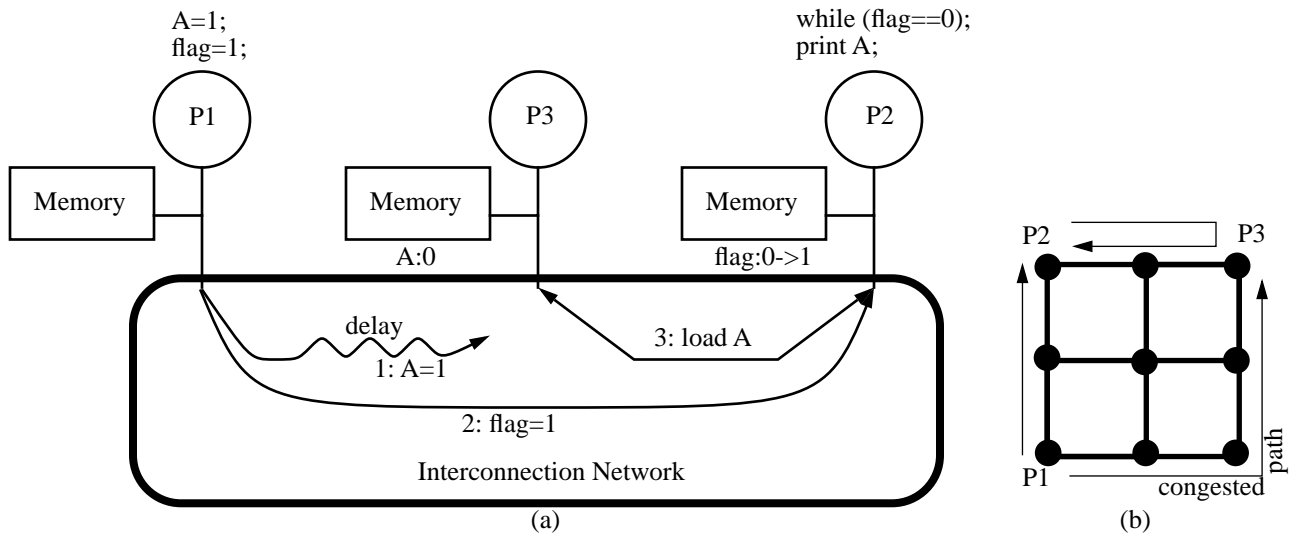 A=1;
flag=1;
while (flag==0);
print A;
P1
P3
P2
Memory
Memory
Memory
A:0
flag:0->1
delay
1: A=1
3: load A
2: flag=1
Interconnection Network
(a)
P2
P3
P1
congested
path
(b)